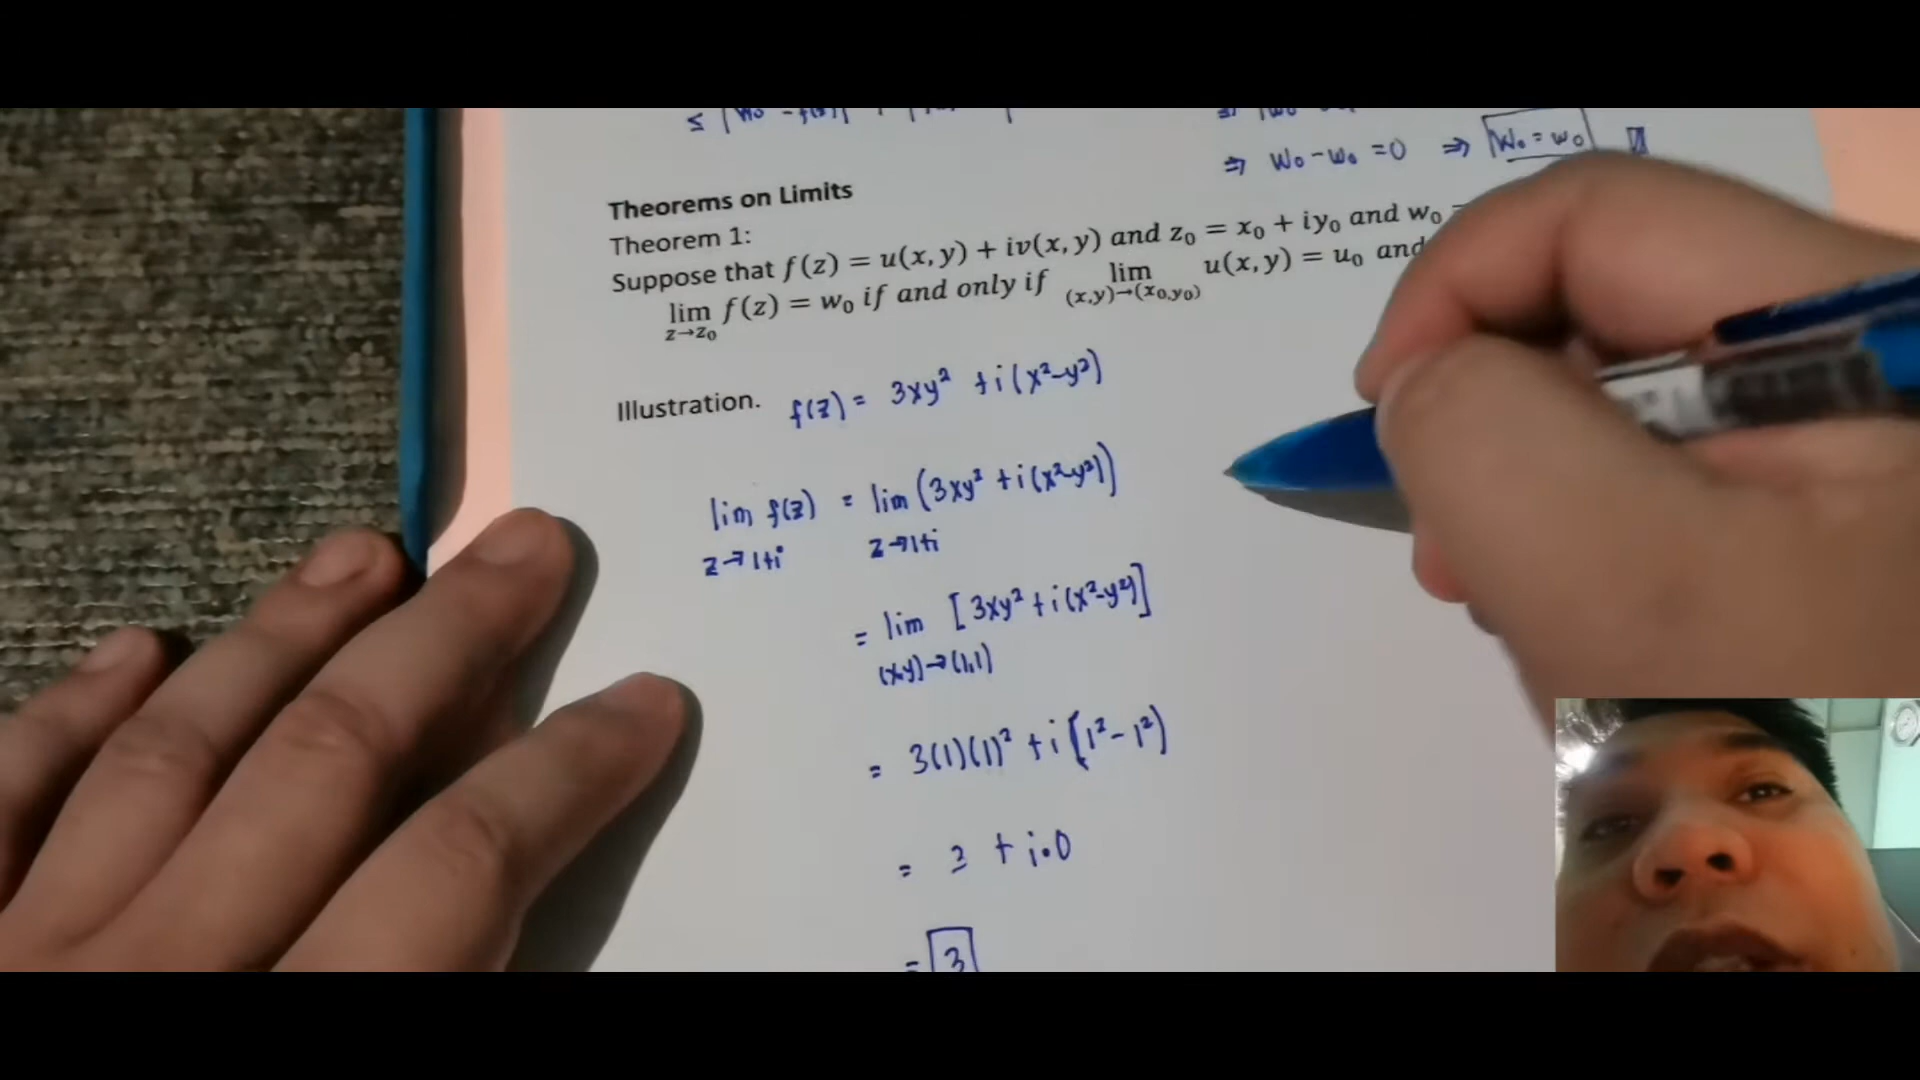 ≤ |W₀ - f(z)| +
⇒ W₀ - w₀ = 0 ⇒ W₀ = w₀
Theorems on Limits
Theorem 1:
Suppose that f(z) = u(x, y) + iv(x, y) and z₀ = x₀ + iy₀ and w₀ =
lim f(z) = w₀ if and only if lim u(x, y) = u₀ and
z→z₀ (x,y)→(x₀,y₀)
Illustration. f(z) = 3xy² + i(x²-y²)
lim f(z) = lim (3xy² + i(x²-y²))
z→1+i z→1+i
= lim [3xy² + i(x²-y²)]
(x,y)→(1,1)
= 3(1)(1)² + i(1² - 1²)
= 3 + i·0
= 3